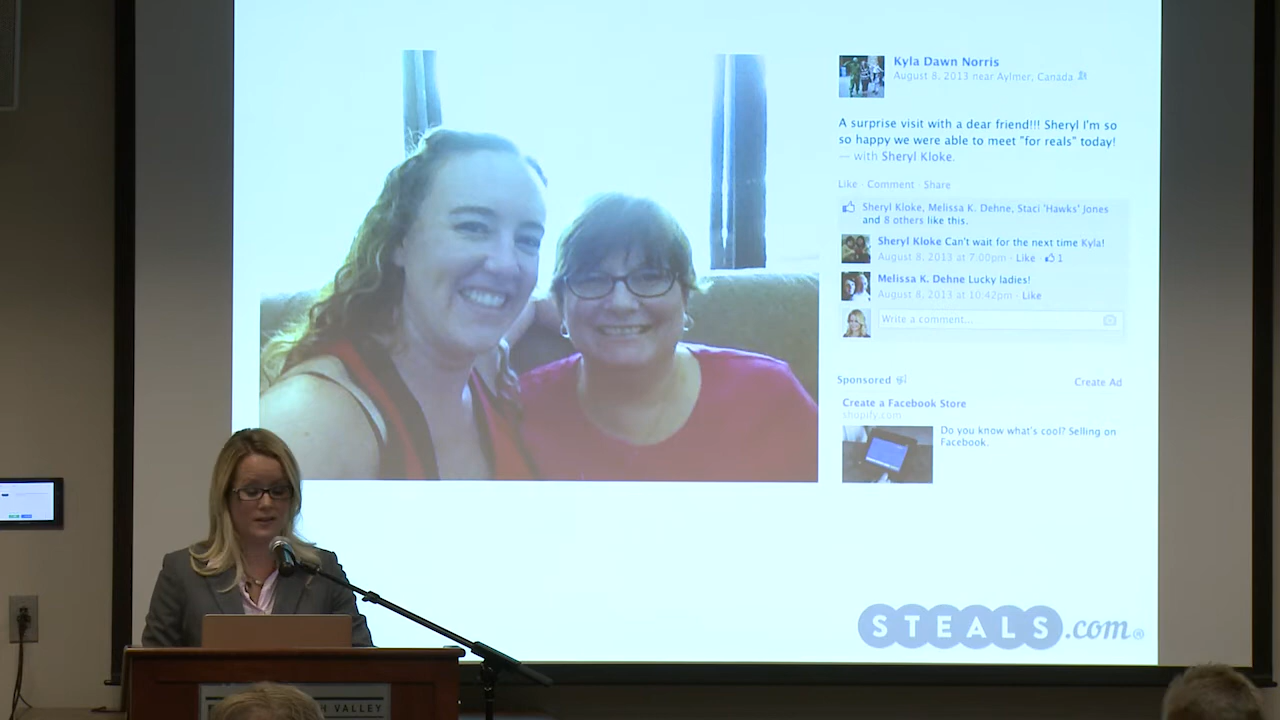 Kyla Dawn Norris
August 8, 2013 near Aylmer, Canada
A surprise visit with a dear friend!!! Sheryl I'm so
so happy we were able to meet "for reals" today!
— with Sheryl Kloke.
Like · Comment · Share
Sheryl Kloke, Melissa K. Dehne, Staci 'Hawks' Jones
and 8 others like this.
Sheryl Kloke Can't wait for the next time Kyla!
August 8, 2013 at 7:00pm · Like · 1
Melissa K. Dehne Lucky ladies!
August 8, 2013 at 10:42pm · Like
Write a comment...
Sponsored
Create Ad
Create a Facebook Store
shopify.com
Do you know what's cool? Selling on
Facebook.
STEALS.com®
VALLEY